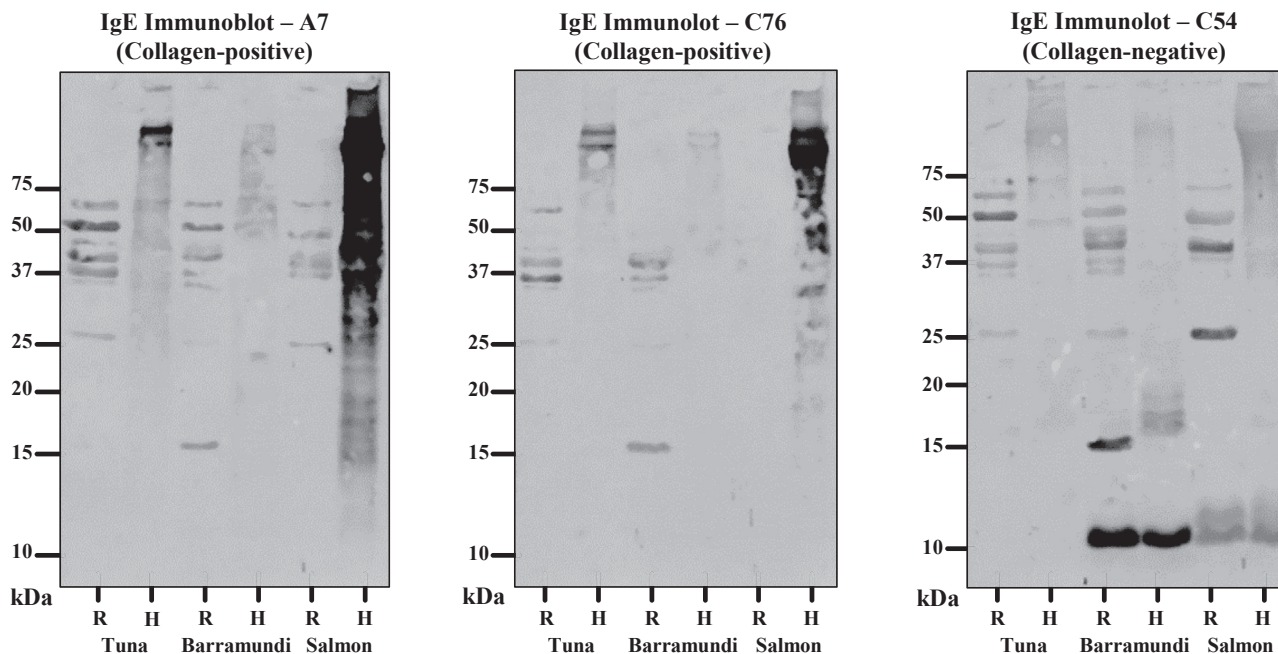 IgE Immunoblot – A7
(Collagen-positive)
75
50
37
25
20
15
10
kDa
R H R H R H
Tuna Barramundi Salmon
IgE Immunolot – C76
(Collagen-positive)
75
50
37
25
20
15
10
kDa
R H R H R H
Tuna Barramundi Salmon
IgE Immunolot – C54
(Collagen-negative)
75
50
37
25
20
15
10
kDa
R H R H R H
Tuna Barramundi Salmon